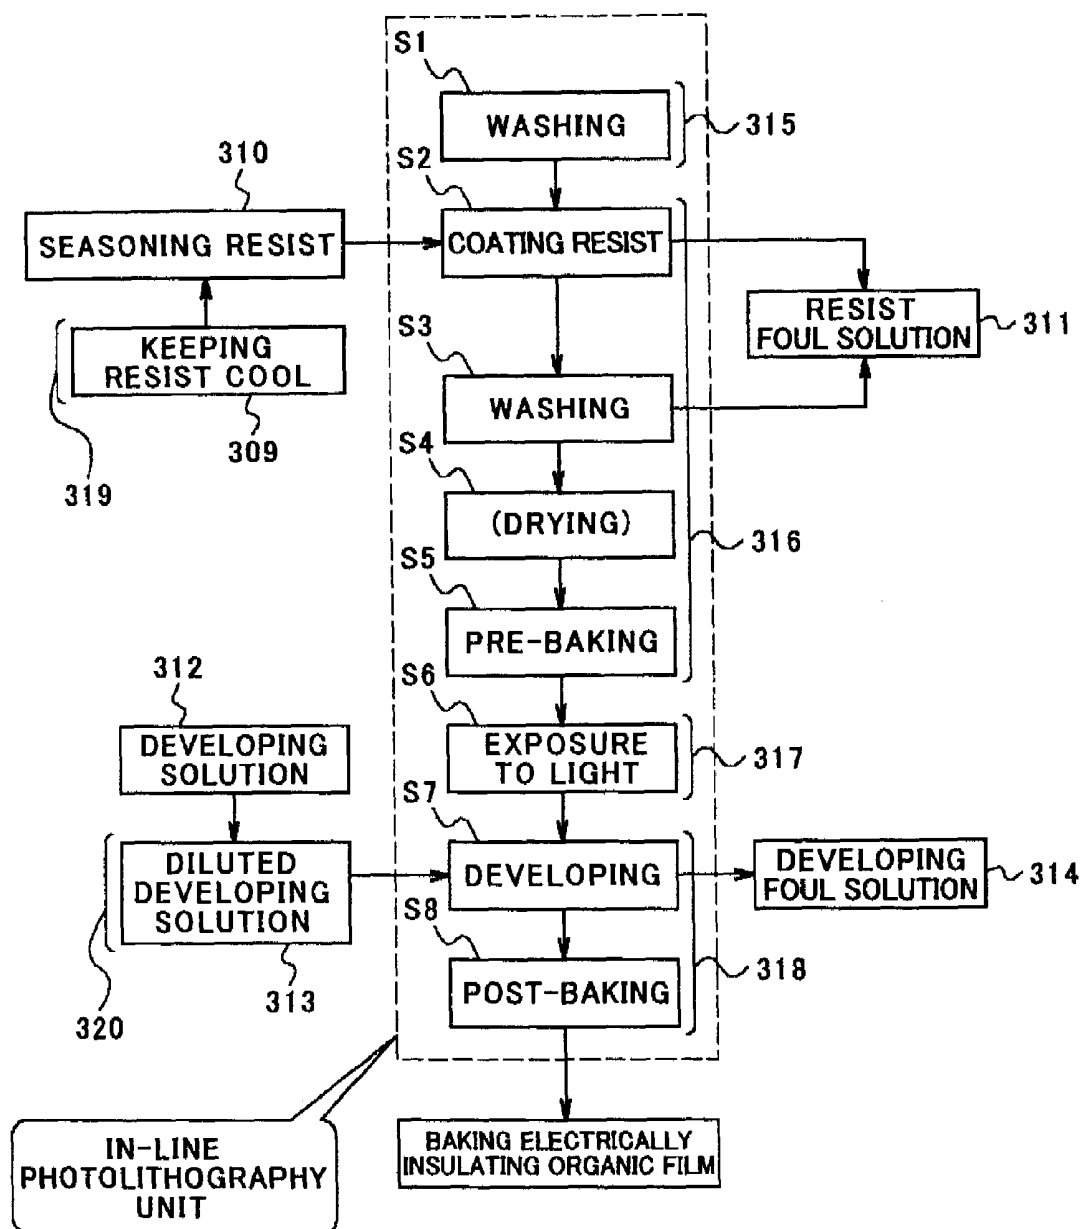 S1
WASHING
315
S2
310
SEASONING RESIST
COATING RESIST
KEEPING
RESIST COOL
309
319
RESIST
FOUL SOLUTION
311
S3
WASHING
S4
(DRYING)
316
S5
PRE-BAKING
S6
312
DEVELOPING
SOLUTION
EXPOSURE
TO LIGHT
317
S7
DILUTED
DEVELOPING
SOLUTION
313
320
DEVELOPING
DEVELOPING
FOUL SOLUTION
314
S8
POST-BAKING
318
IN-LINE
PHOTOLITHOGRAPHY
UNIT
BAKING ELECTRICALLY
INSULATING ORGANIC FILM